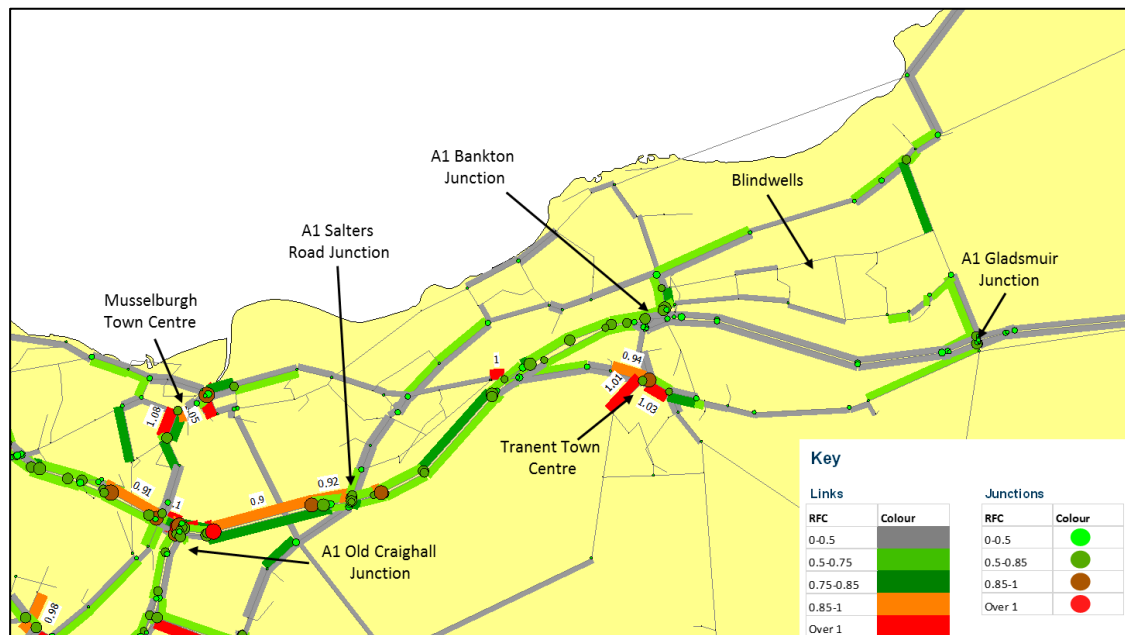 A1 Bankton
Junction
Blindwells
A1 Salters
Road Junction
A1 Gladsmuir
Junction
Musselburgh
Town Centre
1
0.94
1.01
1.03
1.08
1.05
Tranent Town
Centre
0.92
0.9
0.91
A1 Old Craighall
Junction
0.98
Key
Links
RFC Colour
0-0.5
0.5-0.75
0.75-0.85
0.85-1
Over 1
Junctions
RFC Colour
0-0.5
0.5-0.85
0.85-1
Over 1